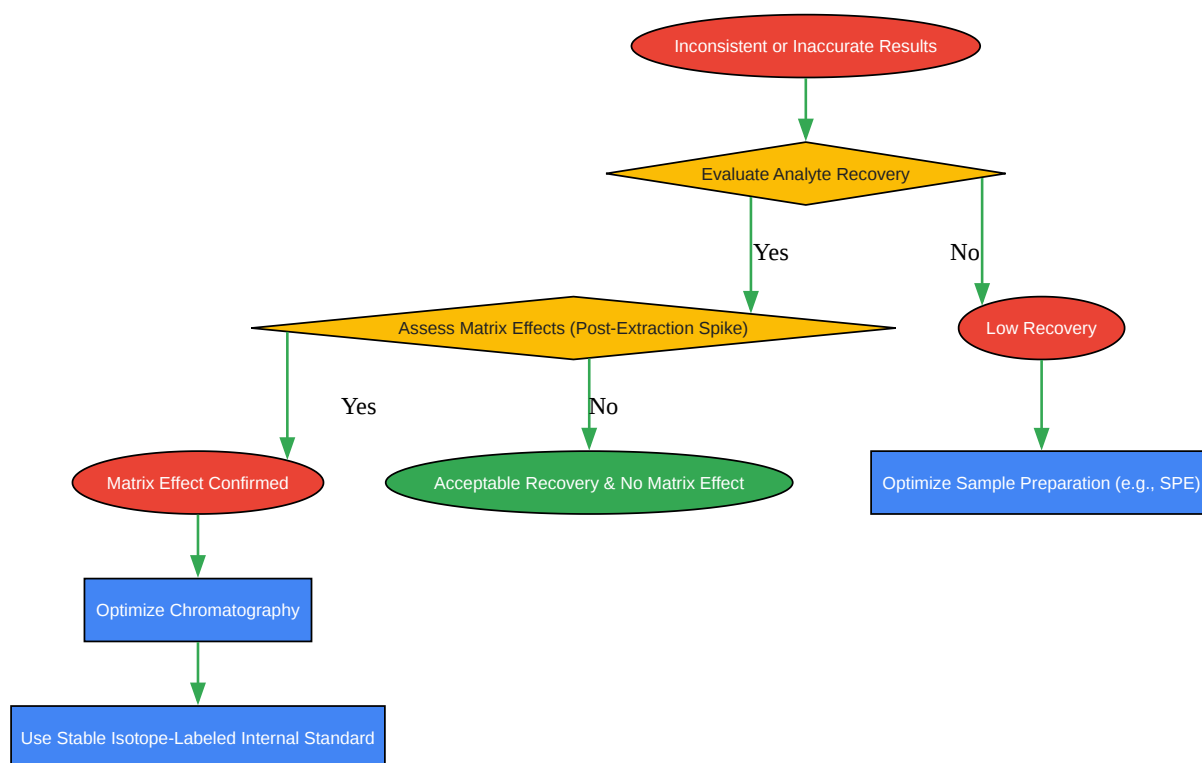 Inconsistent or Inaccurate Results
Evaluate Analyte Recovery
Yes
No
Assess Matrix Effects (Post-Extraction Spike)
Low Recovery
Yes
No
Matrix Effect Confirmed
Acceptable Recovery & No Matrix Effect
Optimize Sample Preparation (e.g., SPE)
Optimize Chromatography
Use Stable Isotope-Labeled Internal Standard